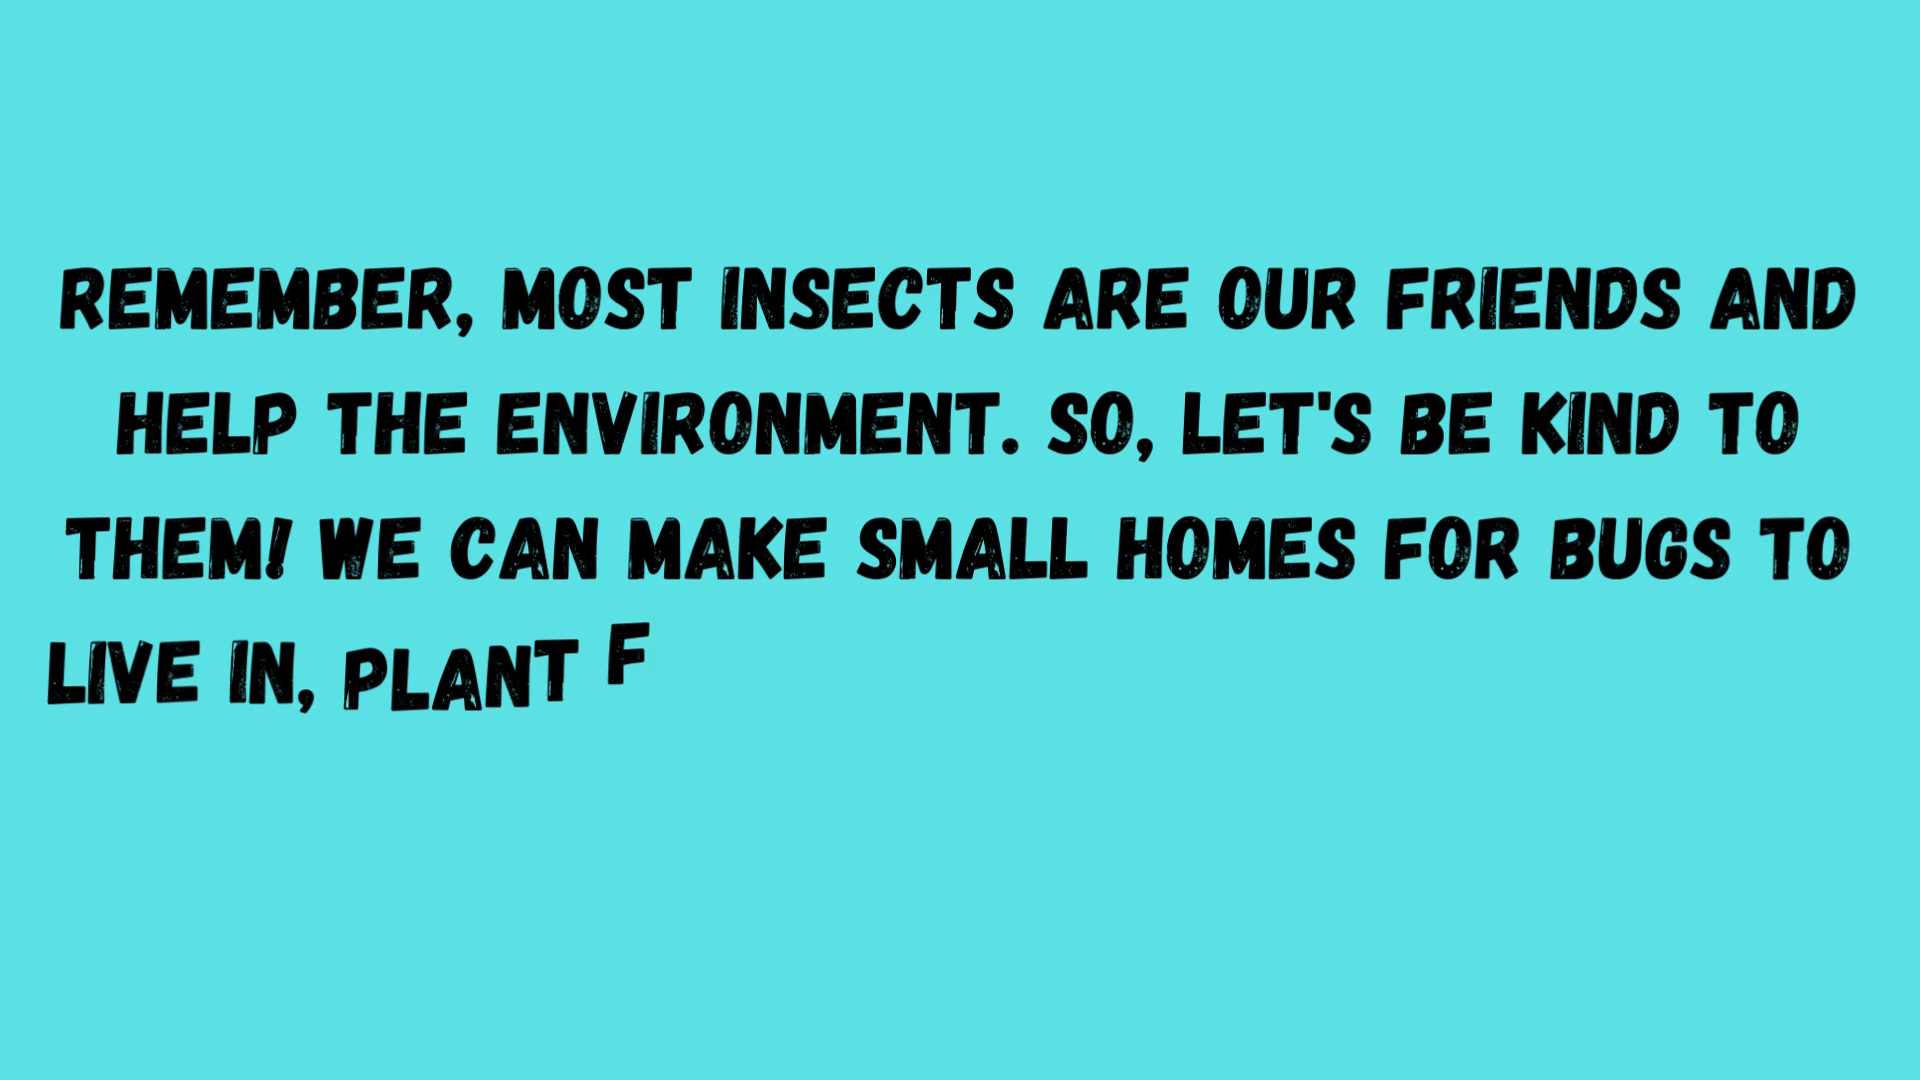 REMEMBER, MOST INSECTS ARE OUR FRIENDS AND
HELP THE ENVIRONMENT. SO, LET'S BE KIND TO
THEM! WE CAN MAKE SMALL HOMES FOR BUGS TO
LIVE IN, PLANT F